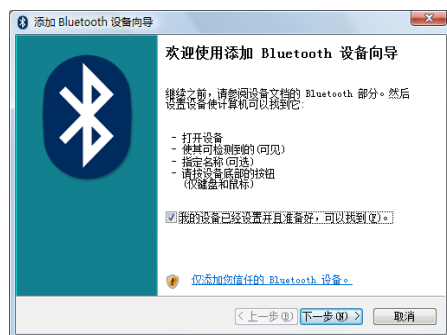 添加 Bluetooth 设备向导
欢迎使用添加 Bluetooth 设备向导
继续之前，请参阅设备文档的 Bluetooth 部分。然后
设置设备使计算机可以找到它:
- 打开设备
- 使其可检测到的(可见)
- 指定名称(可选)
- 请按设备底部的按钮
(仅键盘和鼠标)
我的设备已经设置并且准备好，可以找到(F)。
仅添加您信任的 Bluetooth 设备。
< 上一步(B)
下一步(N) >
取消